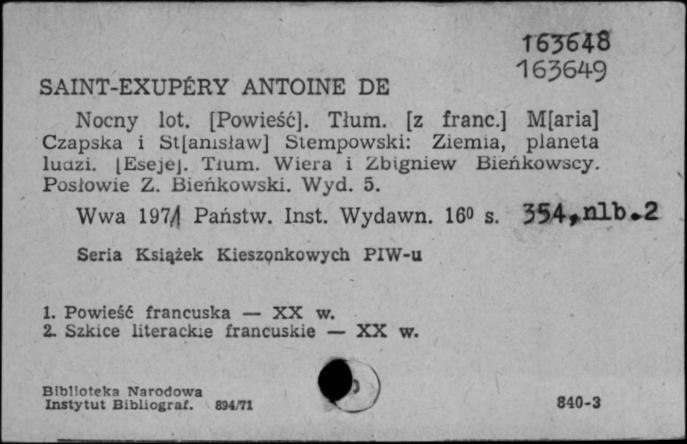 163648
163649
SAINT-EXUPÉRY ANTOINE DE
Nocny lot. [Powieść]. Tłum. [z franc.] M[aria]
Czapska i St[anisław] Stempowski: Ziemia, planeta
ludzi. [Eseje]. Tłum. Wiera i Zbigniew Bieńkowscy.
Posłowie Z. Bieńkowski. Wyd. 5.
Wwa 1971 Państw. Inst. Wydawn. 16⁰ s. 354, nlb. 2
Seria Książek Kieszonkowych PIW-u
1. Powieść francuska — XX w.
2. Szkice literackie francuskie — XX w.
Biblioteka Narodowa
Instytut Bibliograf. 894/71
840-3